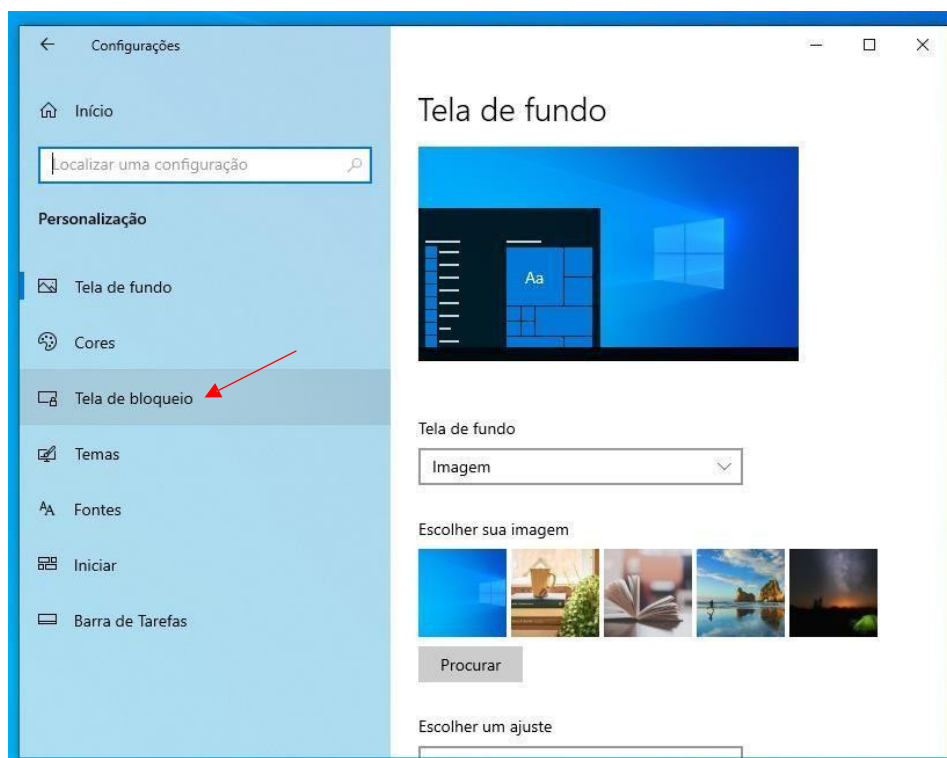 Configurações
Início
Localizar uma configuração
Personalização
Tela de fundo
Cores
Tela de bloqueio
Temas
Fontes
Iniciar
Barra de Tarefas
Tela de fundo
Aa
Tela de fundo
Imagem
Escolher sua imagem
Procurar
Escolher um ajuste